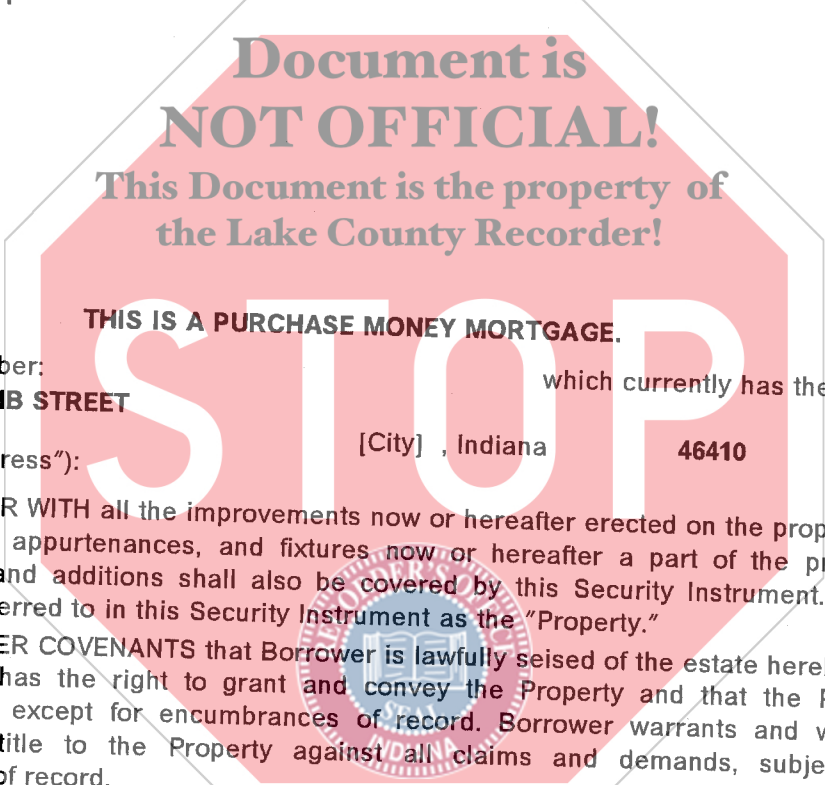 Document is
NOT OFFICIAL!
This Document is the property of
the Lake County Recorder!
STOP
THIS IS A PURCHASE MONEY MORTGAGE.
ber:
which currently has the
IB STREET
[City] , Indiana 46410
ress"):
R WITH all the improvements now or hereafter erected on the prop
appurtenances, and fixtures now or hereafter a part of the pr
and additions shall also be covered by this Security Instrument.
erred to in this Security Instrument as the "Property."
ER COVENANTS that Borrower is lawfully seised of the estate here
has the right to grant and convey the Property and that the P
except for encumbrances of record. Borrower warrants and w
title to the Property against all claims and demands, subje
of record.
RECORDER'S OFFICE
SEAL
INDIANA